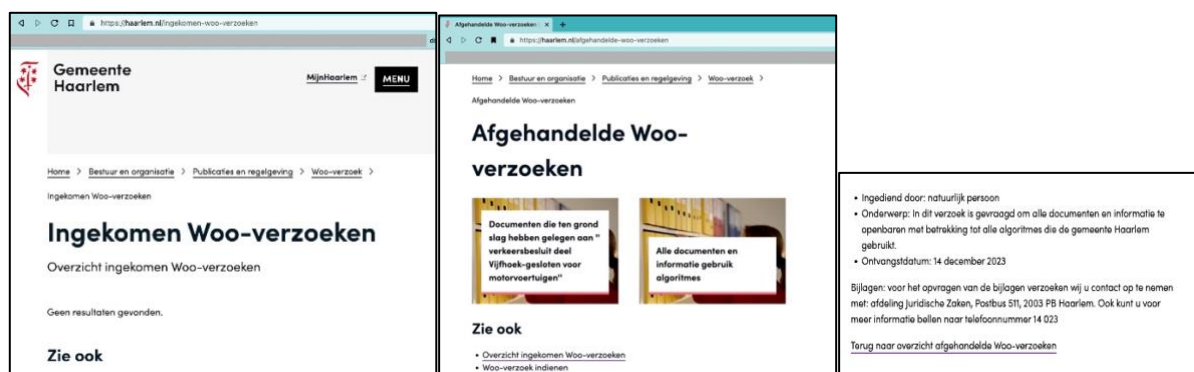 https://haarlem.nl/ingekomen-woo-verzoeken
Gemeente
Haarlem
MijnHaarlem
MENU
Home > Bestuur en organisatie > Publicaties en regelgeving > Woo-verzoek >
Ingekomen Woo-verzoeken
Ingekomen Woo-verzoeken
Overzicht ingekomen Woo-verzoeken
Geen resultaten gevonden.
Zie ook
Afgehandelde Woo-verzoeken
https://haarlem.nl/afgehandelde-woo-verzoeken
Home > Bestuur en organisatie > Publicaties en regelgeving > Woo-verzoek >
Afgehandelde Woo-verzoeken
Afgehandelde Woo-
verzoeken
Documenten die ten grond
slag hebben gelegen aan "
verkeersbesluit deel
Vijfhoek-gesloten voor
motorvoertuigen"
Alle documenten en
informatie gebruik
algoritmes
Zie ook
• Overzicht ingekomen Woo-verzoeken
• Woo-verzoek indienen
• Ingediend door: natuurlijk persoon
• Onderwerp: In dit verzoek is gevraagd om alle documenten en informatie te
openbaren met betrekking tot alle algoritmes die de gemeente Haarlem
gebruikt.
• Ontvangstdatum: 14 december 2023
Bijlagen: voor het opvragen van de bijlagen verzoeken wij u contact op te nemen
met: afdeling Juridische Zaken, Postbus 511, 2003 PB Haarlem. Ook kunt u voor
meer informatie bellen naar telefoonnummer 14 023
Terug naar overzicht afgehandelde Woo-verzoeken